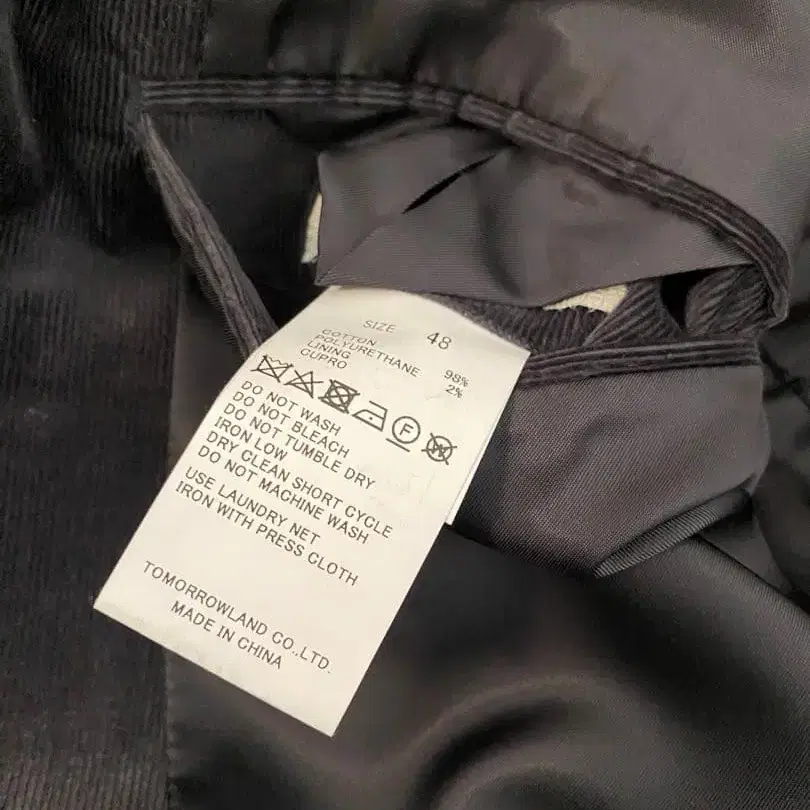 SIZE 48
COTTON 98%
POLYURETHANE 2%
LINING
CUPRO
F
DO NOT WASH
DO NOT BLEACH
DO NOT TUMBLE DRY
IRON LOW
DRY CLEAN SHORT CYCLE
DO NOT MACHINE WASH
USE LAUNDRY NET
IRON WITH PRESS CLOTH
TOMORROWLAND CO.,LTD.
MADE IN CHINA